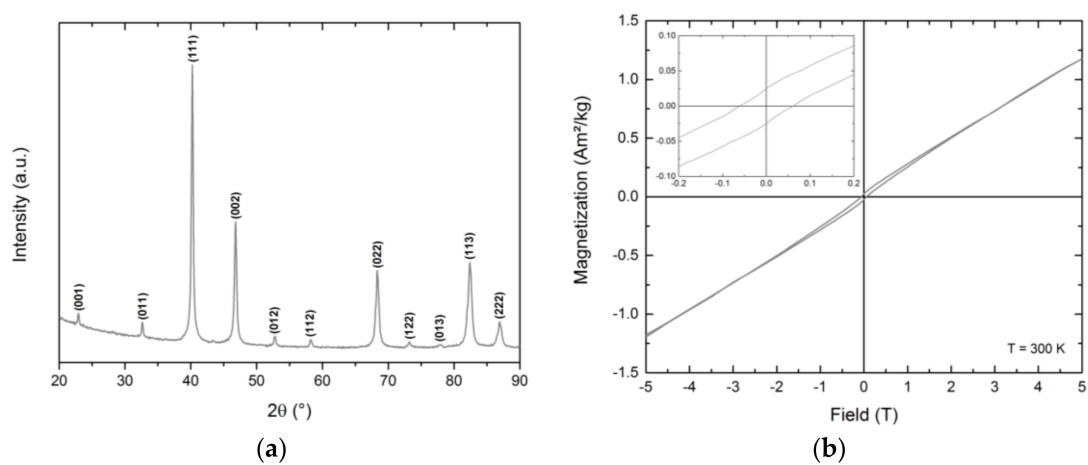 (111)
(002)
(113)
(022)
(001)
(011)
(222)
(012)
(112)
(122)
(013)
Intensity (a.u.)
20 30 40 50 60 70 80 90
2θ (°)
(a)
1.5
1.0
0.5
0.0
-0.5
-1.0
-1.5
Magnetization (Am²/kg)
0.10
0.05
0.00
-0.05
-0.10
-0.2 -0.1 0.0 0.1 0.2
T = 300 K
-5 -4 -3 -2 -1 0 1 2 3 4 5
Field (T)
(b)